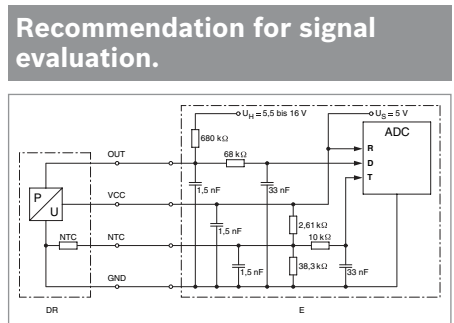 Recommendation for signal
evaluation.
U_H = 5,5 bis 16 V
U_S = 5 V
680 kΩ
ADC
OUT
68 kΩ
R
D
T
1,5 nF
33 nF
P
U
VCC
2,61 kΩ
1,5 nF
NTC
NTC
10 kΩ
1,5 nF
38,3 kΩ
33 nF
GND
DR
E